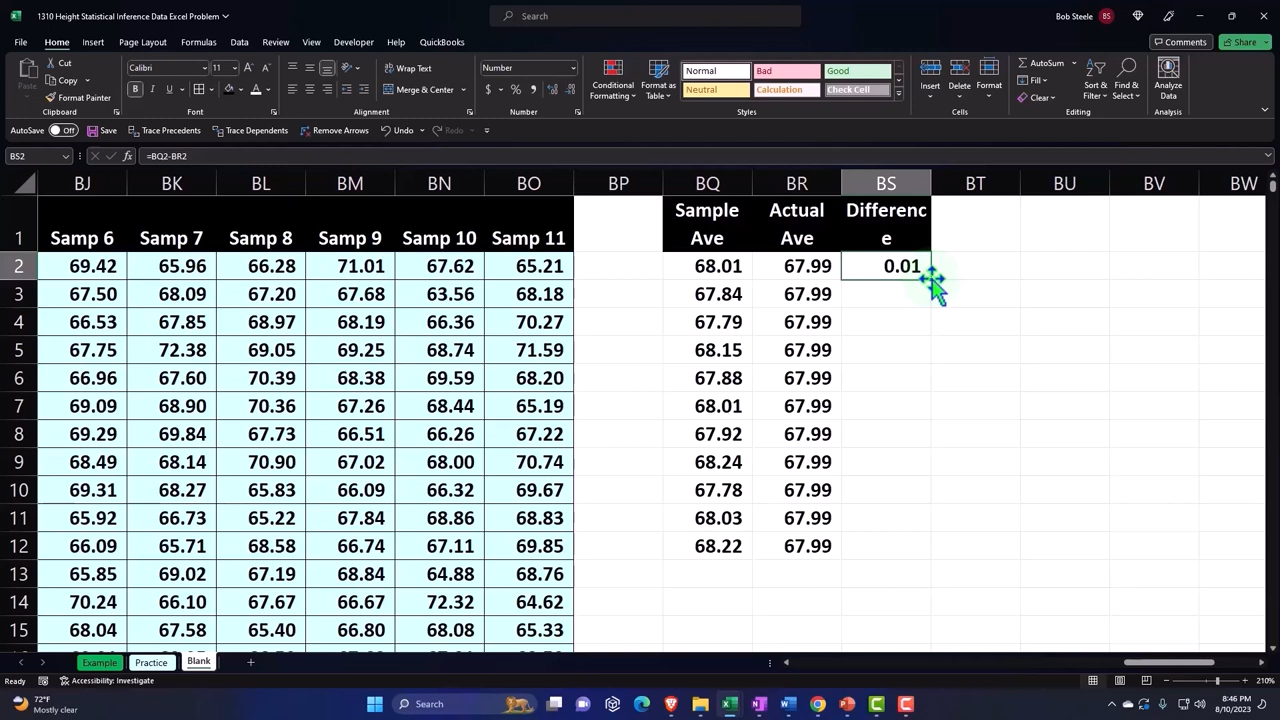 1310 Height Statistical Inference Data Excel Problem
Search
Bob Steele
BS
File Home Insert Page Layout Formulas Data Review View Developer Help QuickBooks
Comments
Share
Cut
Copy
Format Painter
Clipboard
Calibri
11
B I U
Font
Wrap Text
Merge & Center
Alignment
Number
$ % ,
Number
Conditional Formatting
Format as Table
Normal Bad Good
Neutral Calculation Check Cell
Styles
Insert Delete Format
Cells
AutoSum
Fill
Clear
Sort & Filter
Find & Select
Editing
Analyze Data
Analysis
AutoSave Off Save Trace Precedents Trace Dependents Remove Arrows Undo Redo
BS2 fx =BQ2-BR2
BJ BK BL BM BN BO BP BQ BR BS BT BU BV BW
1 Samp 6 Samp 7 Samp 8 Samp 9 Samp 10 Samp 11 Sample Ave Actual Ave Difference
2 69.42 65.96 66.28 71.01 67.62 65.21 68.01 67.99 0.01
3 67.50 68.09 67.20 67.68 63.56 68.18 67.84 67.99
4 66.53 67.85 68.97 68.19 66.36 70.27 67.79 67.99
5 67.75 72.38 69.05 69.25 68.74 71.59 68.15 67.99
6 66.96 67.60 70.39 68.38 69.59 68.20 67.88 67.99
7 69.09 68.90 70.36 67.26 68.44 65.19 68.01 67.99
8 69.29 69.84 67.73 66.51 66.26 67.22 67.92 67.99
9 68.49 68.14 70.90 67.02 68.00 70.74 68.24 67.99
10 69.31 68.27 65.83 66.09 66.32 69.67 67.78 67.99
11 65.92 66.73 65.22 67.84 68.86 68.83 68.03 67.99
12 66.09 65.71 68.58 66.74 67.11 69.85 68.22 67.99
13 65.85 69.02 67.19 68.84 64.88 68.76
14 70.24 66.10 67.67 66.67 72.32 64.62
15 68.04 67.58 65.40 66.80 68.08 65.33
Example Practice Blank
Ready Accessibility: Investigate
210%
72°F
Mostly cloudy
Search
8:46 PM
8/10/2023